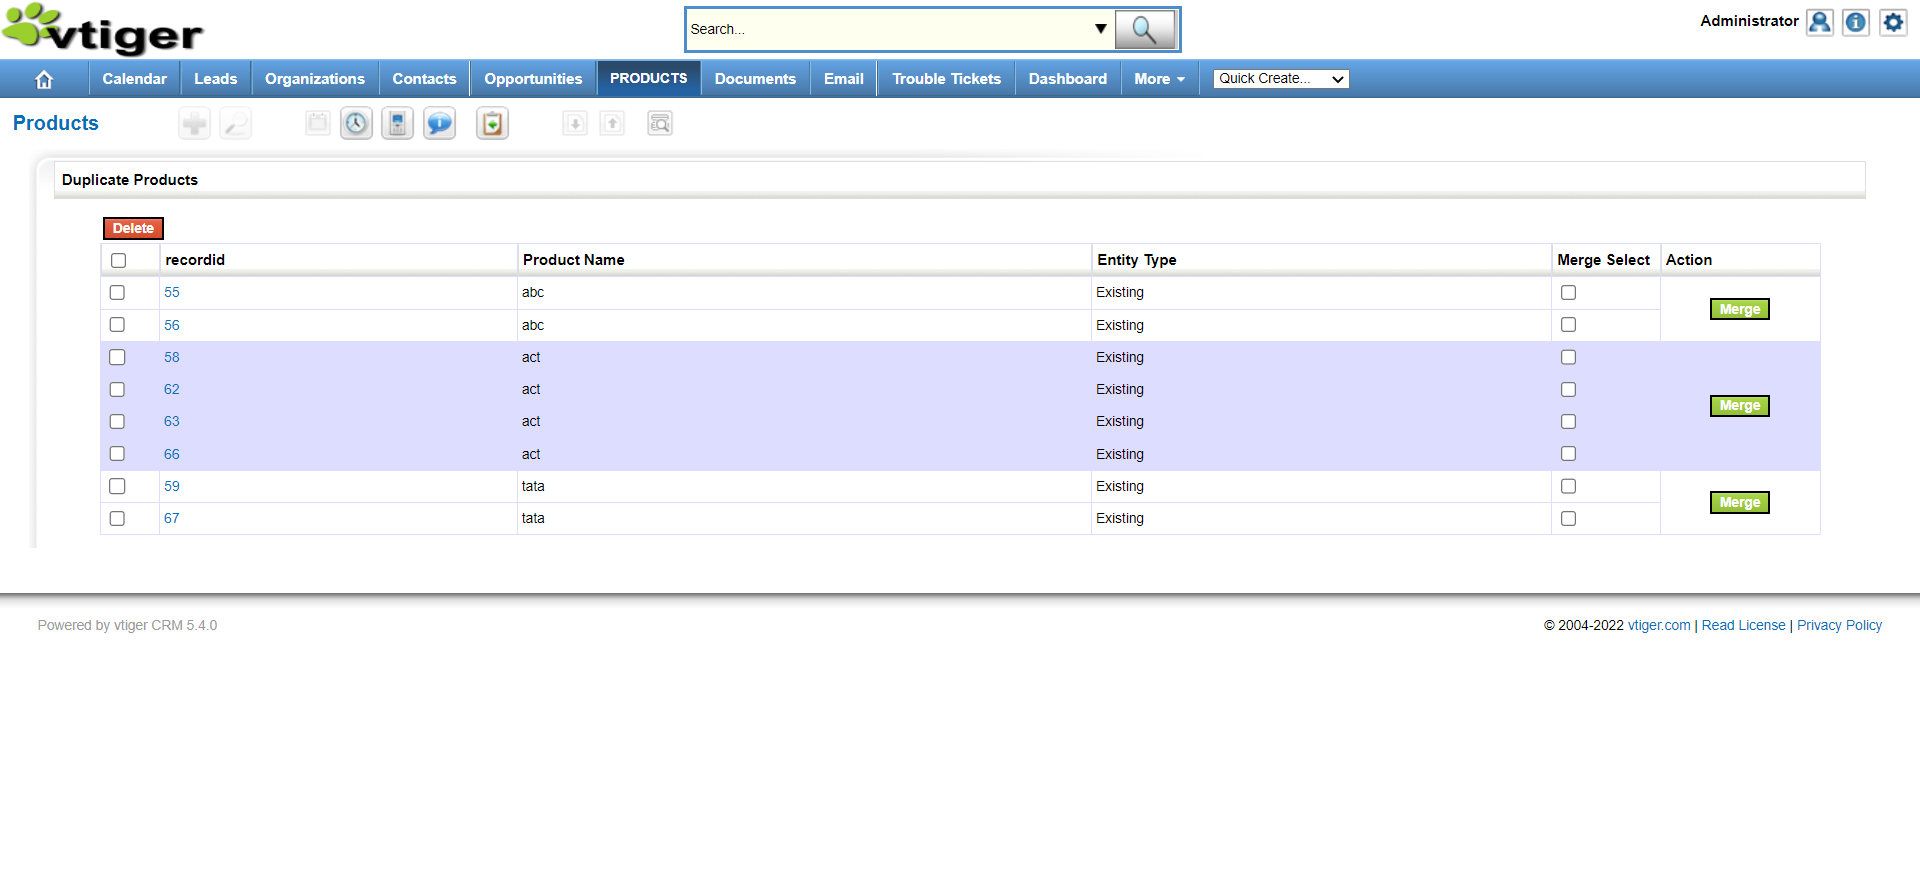 vtiger
Search...
Administrator
Calendar Leads Organizations Contacts Opportunities PRODUCTS Documents Email Trouble Tickets Dashboard More Quick Create...
Products
Duplicate Products
Delete
recordid Product Name Entity Type Merge Select Action
55 abc Existing
Merge
56 abc Existing
58 act Existing
62 act Existing
Merge
63 act Existing
66 act Existing
59 tata Existing
Merge
67 tata Existing
Powered by vtiger CRM 5.4.0
© 2004-2022 vtiger.com | Read License | Privacy Policy